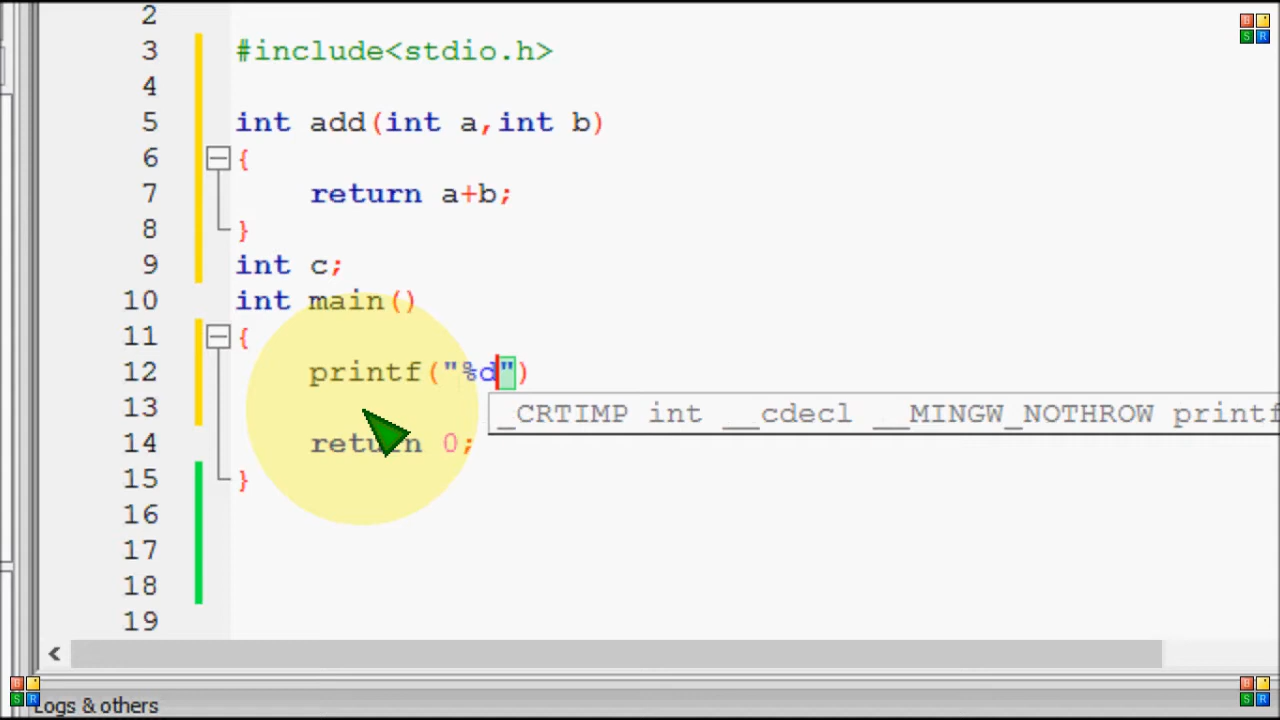 2
3 #include<stdio.h>
4
5 int add(int a,int b)
6 {
7 return a+b;
8 }
9 int c;
10 int main()
11 {
12 printf("%d")
_CRTIMP int __cdecl __MINGW_NOTHROW printf
13
14 return 0;
15 }
16
17
18
19
Logs & others
B
S R
B
S R
B
S R